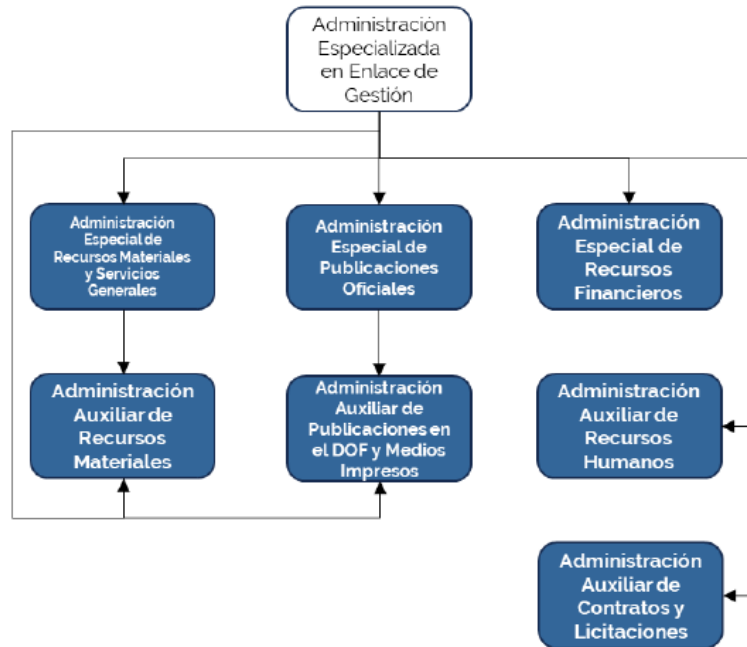 Administración
Especializada
en Enlace de
Gestión
Administración
Especial de
Recursos Materiales
y Servicios
Generales
Administración
Especial de
Publicaciones
Oficiales
Administración
Especial de
Recursos
Financieros
Administración
Auxiliar de
Recursos
Materiales
Administración
Auxiliar de
Publicaciones en
el DOF y Medios
Impresos
Administración
Auxiliar de
Recursos
Humanos
Administración
Auxiliar de
Contratos y
Licitaciones